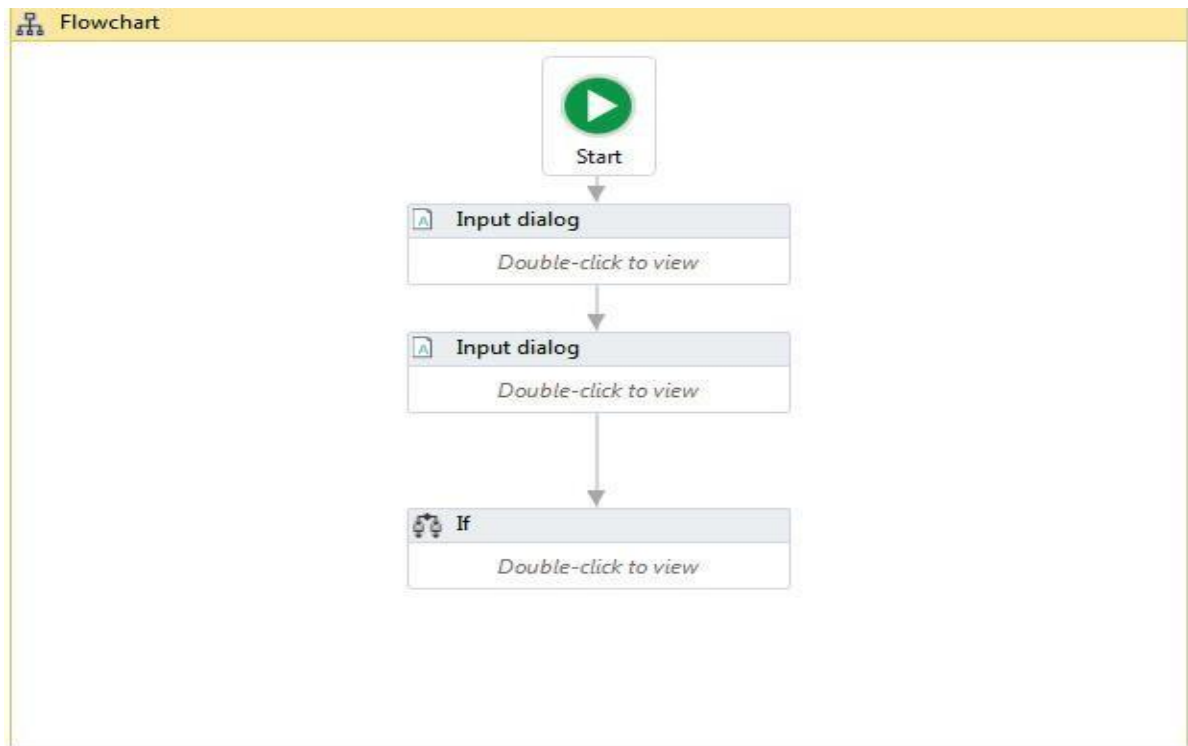 Flowchart
Start
Input dialog
Double-click to view
Input dialog
Double-click to view
If
Double-click to view